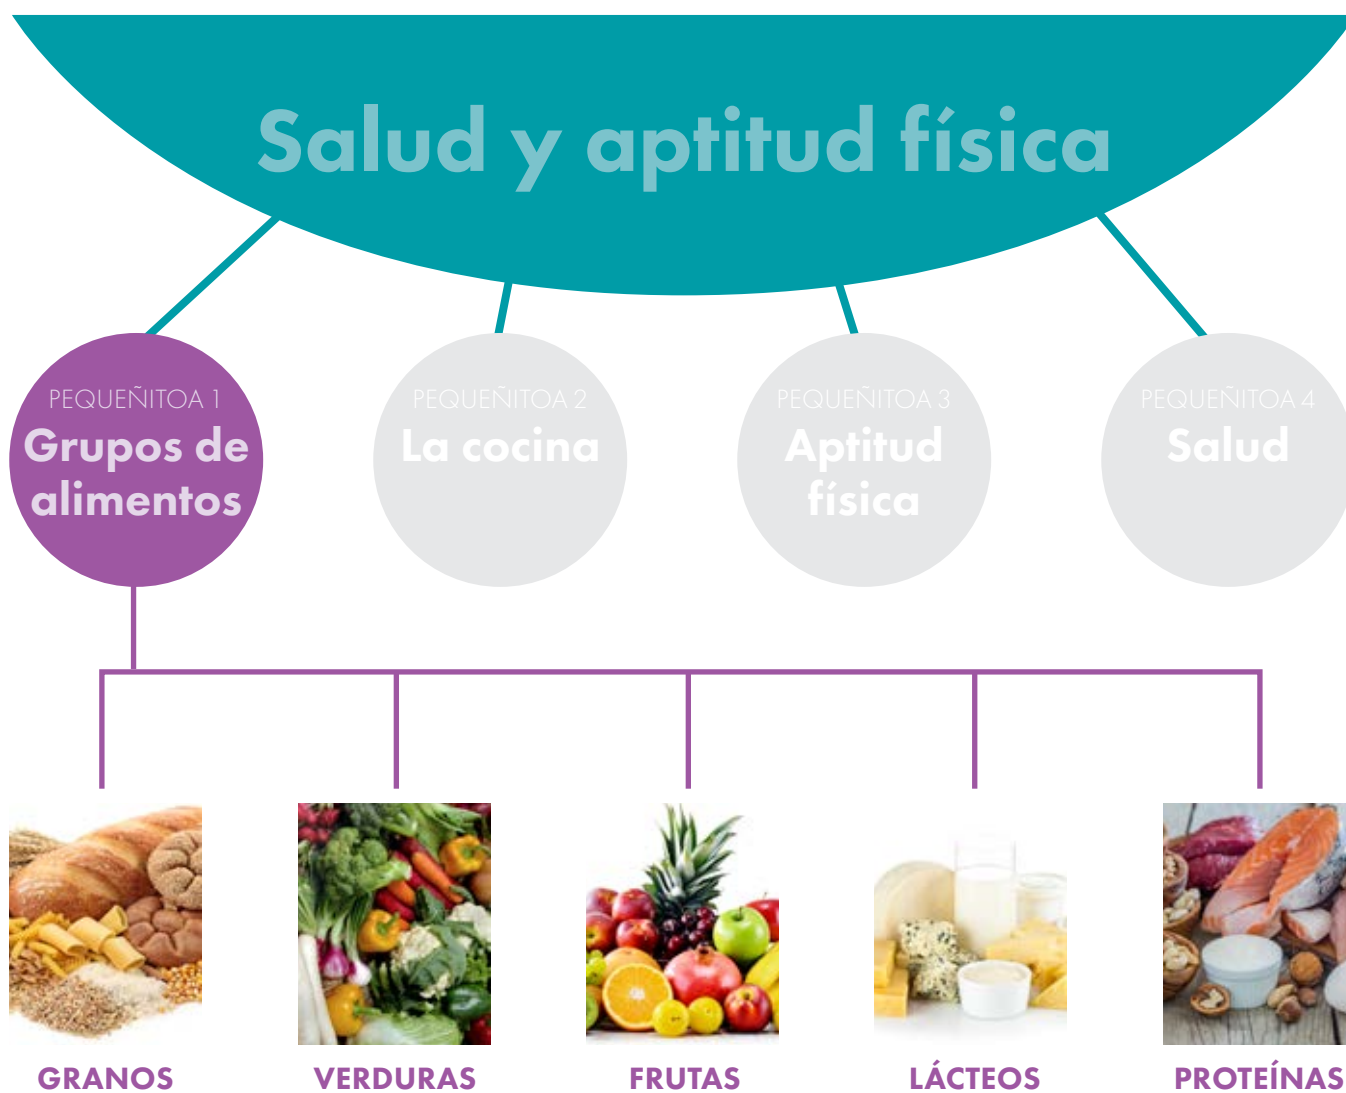 Salud y aptitud física
PEQUEÑITOA 1
Grupos de
alimentos
PEQUEÑITOA 2
La cocina
PEQUEÑITOA 3
Aptitud
física
PEQUEÑITOA 4
Salud
GRANOS
VERDURAS
FRUTAS
LÁCTEOS
PROTEÍNAS